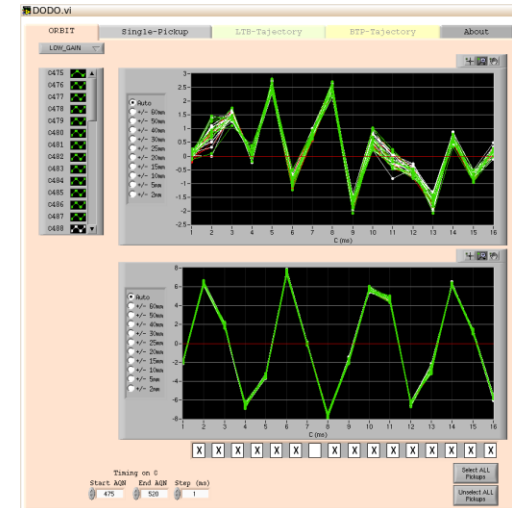 DODO.vi
ORBIT Single-Pickup LTB-Tajectory BTP-Tajectory About
LOW_GAIN
0475
0476
0477
0478
0479
0480
0481
0482
0483
0484
0485
0486
0487
0488
Auto
+/- 60mm
+/- 50mm
+/- 40mm
+/- 30mm
+/- 25mm
+/- 20mm
+/- 15mm
+/- 10mm
+/- 5mm
+/- 2mm
3-
2.5-
2-
1.5-
1-
0.5-
0-
-0.5-
-1-
-1.5-
-2-
-2.5-
1 2 3 4 5 6 7 8 9 10 11 12 13 14 15 16
C (ms)
Auto
+/- 60mm
+/- 50mm
+/- 40mm
+/- 30mm
+/- 25mm
+/- 20mm
+/- 15mm
+/- 10mm
+/- 5mm
+/- 2mm
8-
6-
4-
2-
0-
-2-
-4-
-6-
-8-
1 2 3 4 5 6 7 8 9 10 11 12 13 14 15 16
C (ms)
X X X X X X X X X X X X X X X
Timing on C
Start AQN End AQN Step (ms)
475 520 1
Select ALL
Pickups
Unselect ALL
Pickups